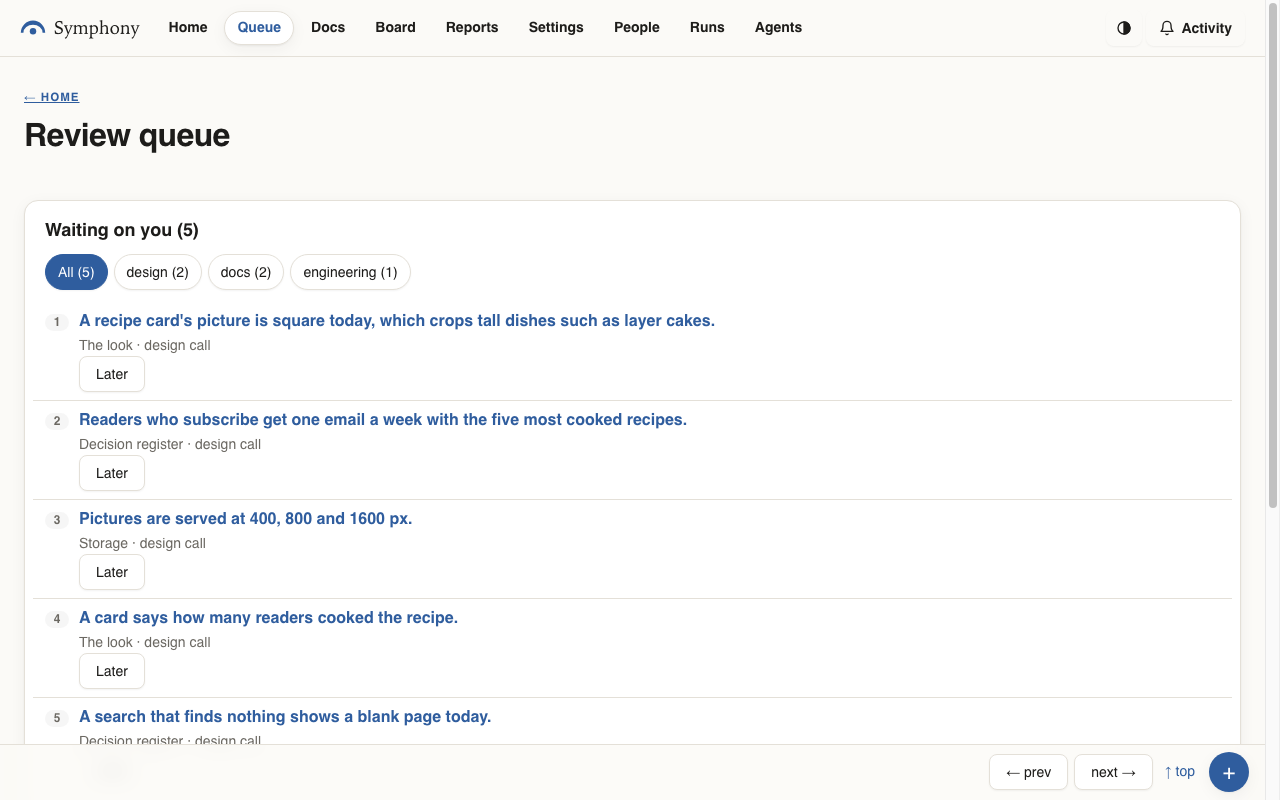 Symphony
Home
Queue
Docs
Board
Reports
Settings
People
Runs
Agents
Activity
← HOME
Review queue
Waiting on you (5)
All (5)
design (2)
docs (2)
engineering (1)
1
A recipe card's picture is square today, which crops tall dishes such as layer cakes.
The look · design call
Later
2
Readers who subscribe get one email a week with the five most cooked recipes.
Decision register · design call
Later
3
Pictures are served at 400, 800 and 1600 px.
Storage · design call
Later
4
A card says how many readers cooked the recipe.
The look · design call
Later
5
A search that finds nothing shows a blank page today.
Decision register · design call
← prev
next →
↑ top
+